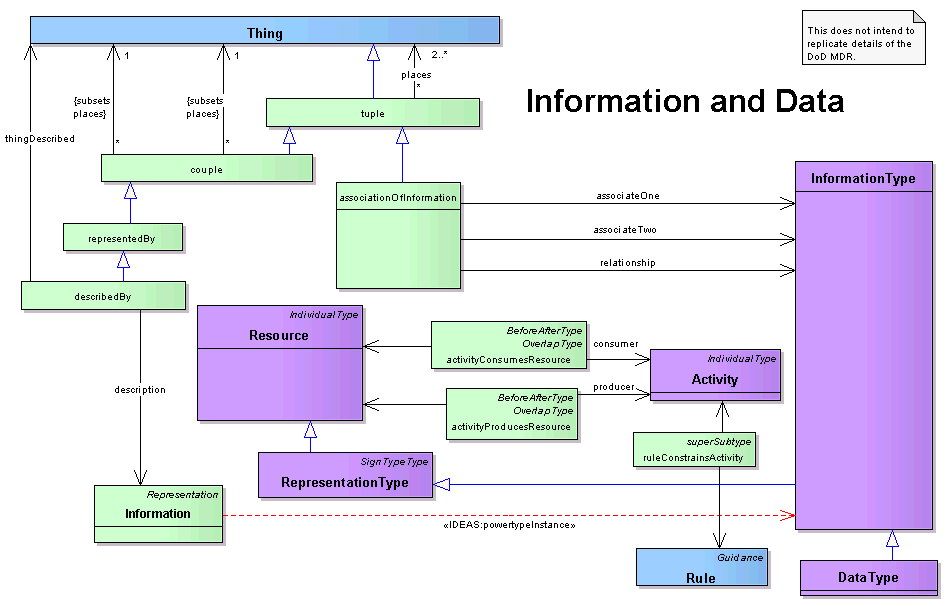 Thing
This does not intend to
replicate details of the
DoD MDR.
1
1
2..*
places
*
{subsets
places}
{subsets
places}
Information and Data
tuple
thingDescribed
*
*
couple
InformationType
associationOfInformation
associateOne
associateTwo
relationship
representedBy
describedBy
IndividualType
Resource
BeforeAfterType
OverlapType
activityConsumesResource
consumer
IndividualType
Activity
description
BeforeAfterType
OverlapType
activityProducesResource
producer
superSubtype
ruleConstrainsActivity
SignTypeType
RepresentationType
Representation
Information
«IDEAS:powertypeInstance»
Guidance
Rule
DataType